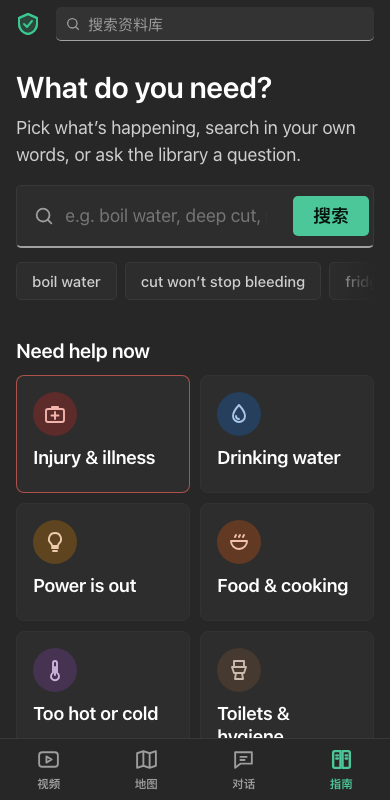 搜索资料库
What do you need?
Pick what’s happening, search in your own
words, or ask the library a question.
e.g. boil water, deep cut,
搜索
boil water
cut won’t stop bleeding
Need help now
Injury & illness
Drinking water
Power is out
Food & cooking
Too hot or cold
Toilets &
hygiene
视频
地图
对话
指南